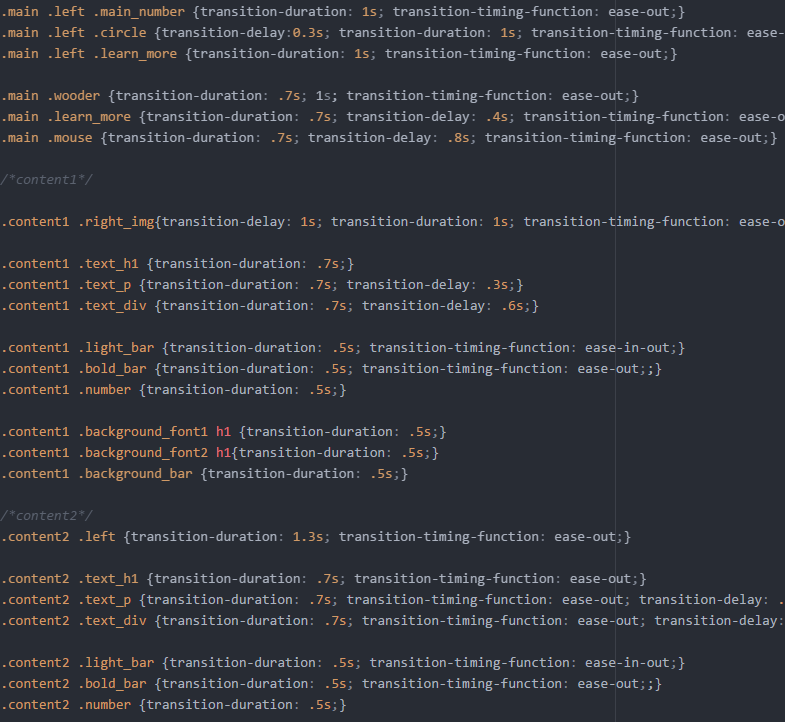 .main .left .main_number {transition-duration: 1s; transition-timing-function: ease-out;}
.main .left .circle {transition-delay:0.3s; transition-duration: 1s; transition-timing-function: ease-
.main .left .learn_more {transition-duration: 1s; transition-timing-function: ease-out;}
.main .wooder {transition-duration: .7s; 1s; transition-timing-function: ease-out;}
.main .learn_more {transition-duration: .7s; transition-delay: .4s; transition-timing-function: ease-o
.main .mouse {transition-duration: .7s; transition-delay: .8s; transition-timing-function: ease-out;}
/*content1*/
.content1 .right_img{transition-delay: 1s; transition-duration: 1s; transition-timing-function: ease-o
.content1 .text_h1 {transition-duration: .7s;}
.content1 .text_p {transition-duration: .7s; transition-delay: .3s;}
.content1 .text_div {transition-duration: .7s; transition-delay: .6s;}
.content1 .light_bar {transition-duration: .5s; transition-timing-function: ease-in-out;}
.content1 .bold_bar {transition-duration: .5s; transition-timing-function: ease-out;;}
.content1 .number {transition-duration: .5s;}
.content1 .background_font1 h1 {transition-duration: .5s;}
.content1 .background_font2 h1{transition-duration: .5s;}
.content1 .background_bar {transition-duration: .5s;}
/*content2*/
.content2 .left {transition-duration: 1.3s; transition-timing-function: ease-out;}
.content2 .text_h1 {transition-duration: .7s; transition-timing-function: ease-out;}
.content2 .text_p {transition-duration: .7s; transition-timing-function: ease-out; transition-delay: .
.content2 .text_div {transition-duration: .7s; transition-timing-function: ease-out; transition-delay:
.content2 .light_bar {transition-duration: .5s; transition-timing-function: ease-in-out;}
.content2 .bold_bar {transition-duration: .5s; transition-timing-function: ease-out;;}
.content2 .number {transition-duration: .5s;}